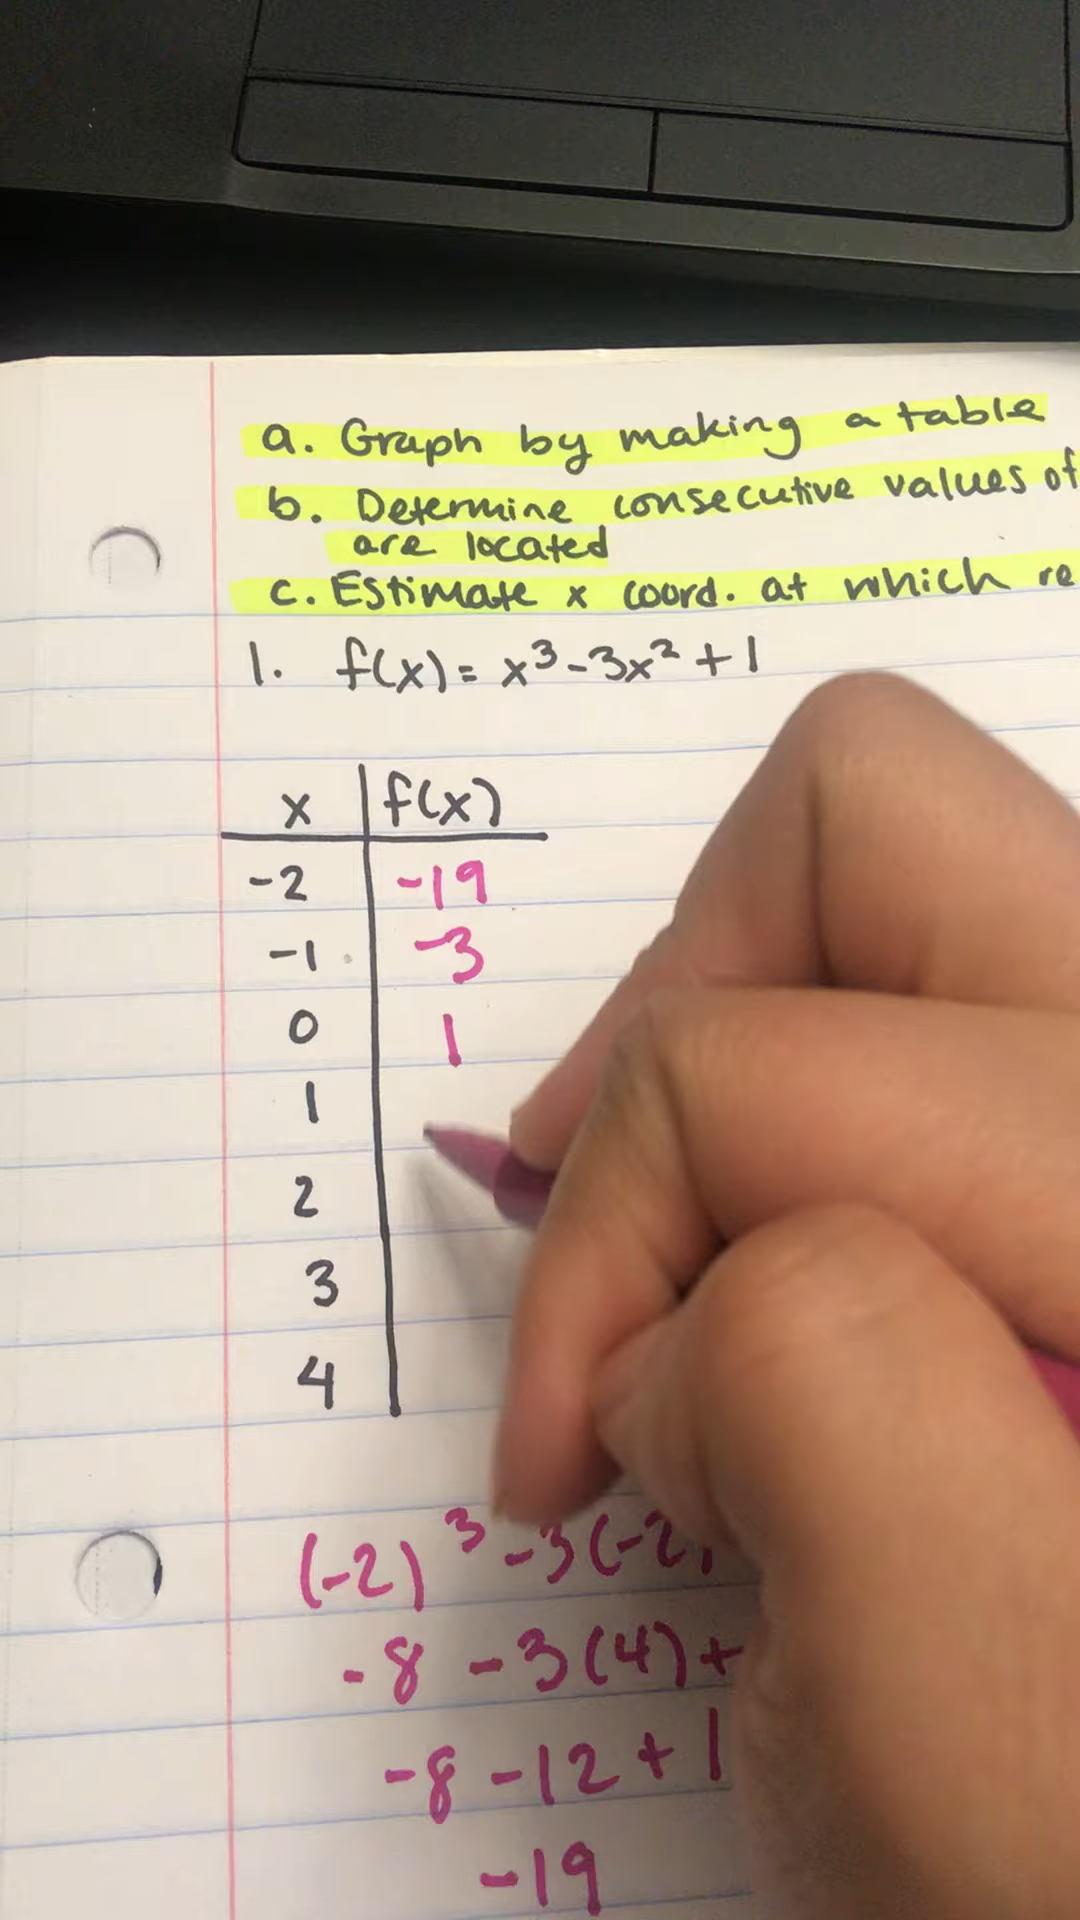 a. Graph by making a table
b. Determine consecutive values of
are located
c. Estimate x coord. at which re
1. f(x) = x³ - 3x² + 1
x f(x)
-2 -19
-1 -3
0 1
1
2
3
4
(-2)³ - 3(-2)
-8 - 3(4) +
-8 - 12 + 1
-19